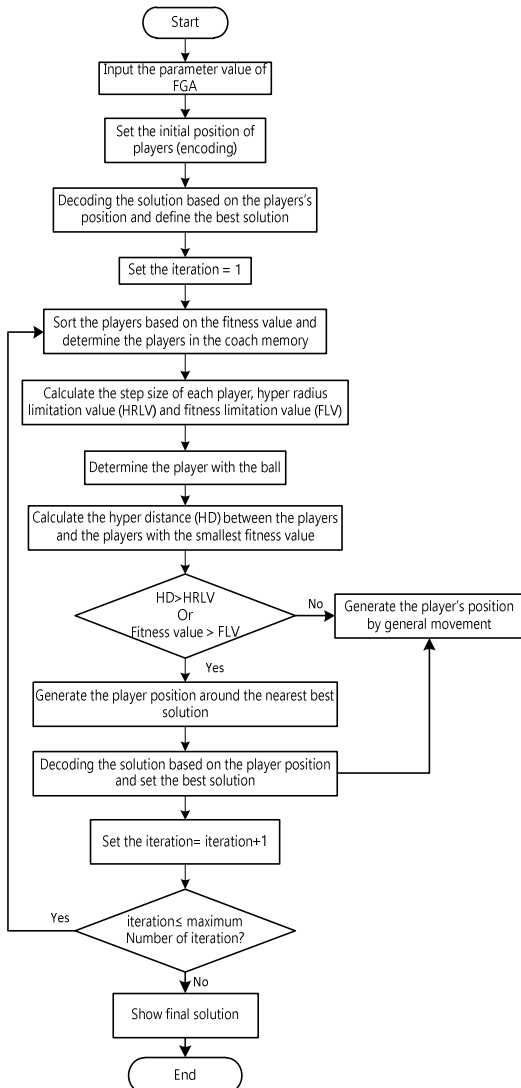 Start
Input the parameter value of
FGA
Set the initial position of
players (encoding)
Decoding the solution based on the players's
position and define the best solution
Set the iteration = 1
Sort the players based on the fitness value and
determine the players in the coach memory
Calculate the step size of each player, hyper radius
limitation value (HRLV) and fitness limitation value (FLV)
Determine the player with the ball
Calculate the hyper distance (HD) between the players
and the players with the smallest fitness value
HD>HRLV
Or
Fitness value > FLV
No
Generate the player's position
by general movement
Yes
Generate the player position around the nearest best
solution
Decoding the solution based on the player position
and set the best solution
Set the iteration= iteration+1
Yes
iteration≤ maximum
Number of iteration?
No
Show final solution
End